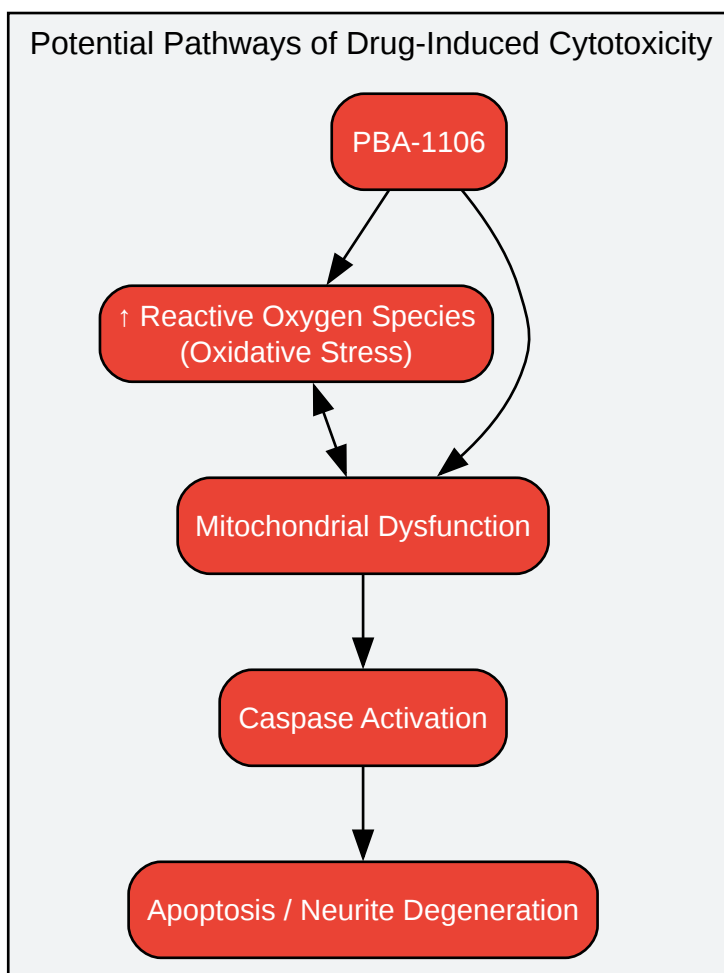 Potential Pathways of Drug-Induced Cytotoxicity
PBA-1106
↑ Reactive Oxygen Species
(Oxidative Stress)
Mitochondrial Dysfunction
Caspase Activation
Apoptosis / Neurite Degeneration